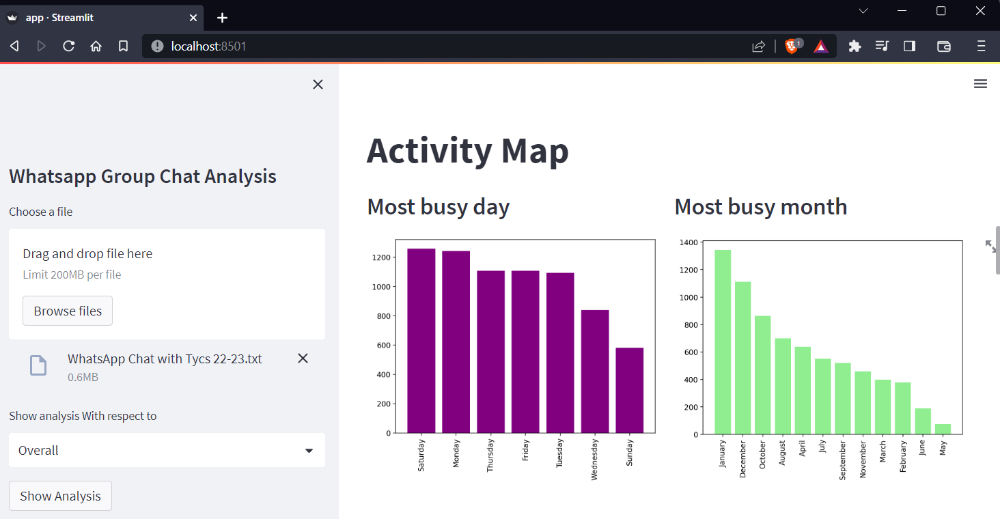 app · Streamlit
localhost:8501
1
Whatsapp Group Chat Analysis
Choose a file
Drag and drop file here
Limit 200MB per file
Browse files
WhatsApp Chat with Tycs 22-23.txt
0.6MB
Show analysis With respect to
Overall
Show Analysis
Activity Map
Most busy day
1200
1000
800
600
400
200
0
Saturday
Monday
Thursday
Friday
Tuesday
Wednesday
Sunday
Most busy month
1400
1200
1000
800
600
400
200
0
January
December
October
August
April
July
September
November
March
February
June
May